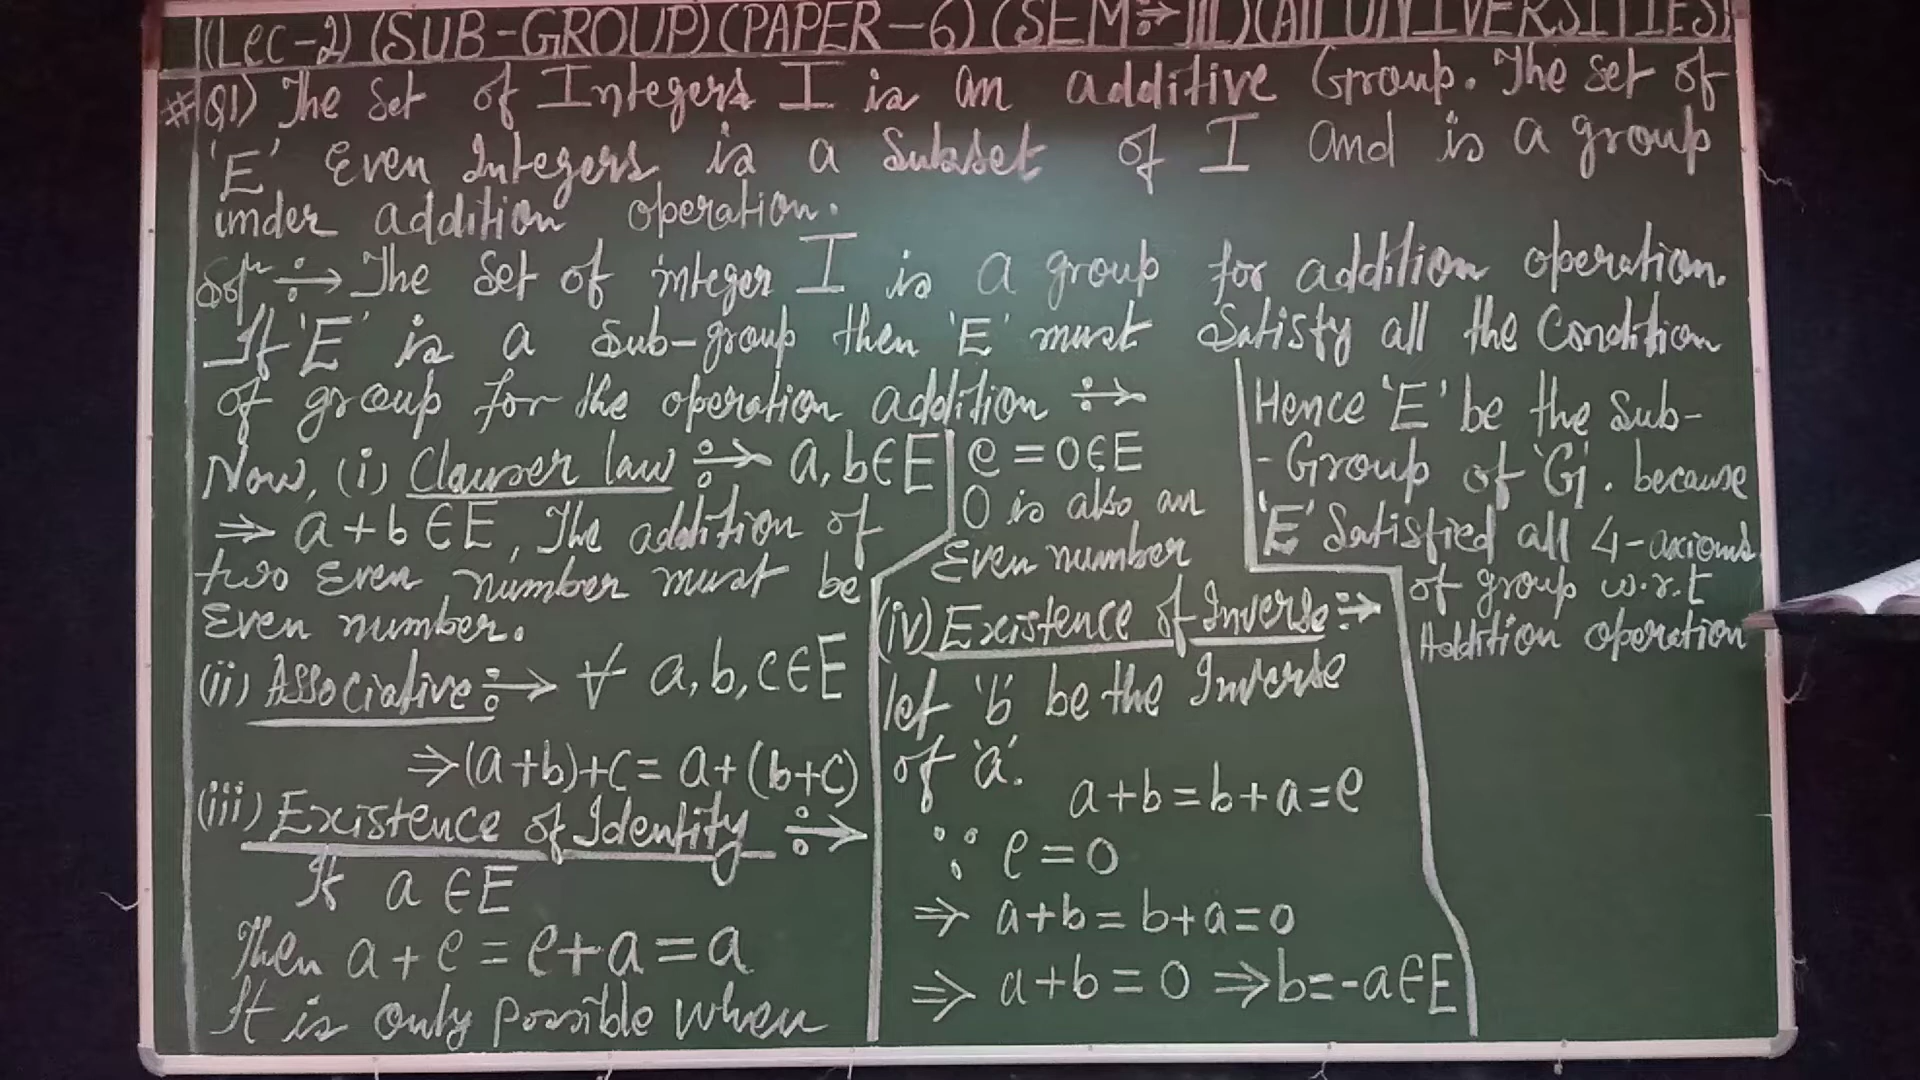 (Lec-2) (SUB-GROUP) (PAPER-6) (SEM÷→III) (All UNIVERSITIES)
# Q1) The Set of Integers I is an additive Group. The set of
'E' Even Integers is a Subset of I and is a group
under addition operation.
Solⁿ ÷→ The Set of integer I is a group for addition operation.
If 'E' is a Sub-group then 'E' must Satisfy all the Condition
of group for the operation addition ÷→
Now, (i) Clauser law ÷→ a, b∈E
⇒ a+b ∈E, The addition of
two Even number must be
Even number.
(ii) Associative ÷→ ∀ a, b, c∈E
⇒(a+b)+c = a+(b+c)
(iii) Existence of Identity ÷→
If a ∈E
Then a+e = e+a = a
It is only possible when
e = 0∈E
0 is also an
Even number
(iv) Existence of Inverse ÷→
let 'b' be the Inverse
of 'a'.
a+b = b+a = e
∵ e = 0
⇒ a+b = b+a = 0
⇒ a+b = 0 ⇒ b = -a∈E
Hence 'E' be the Sub-
-Group of 'G'. because
'E' Satisfied all 4-axioms
of group w.r.t
Addition operation